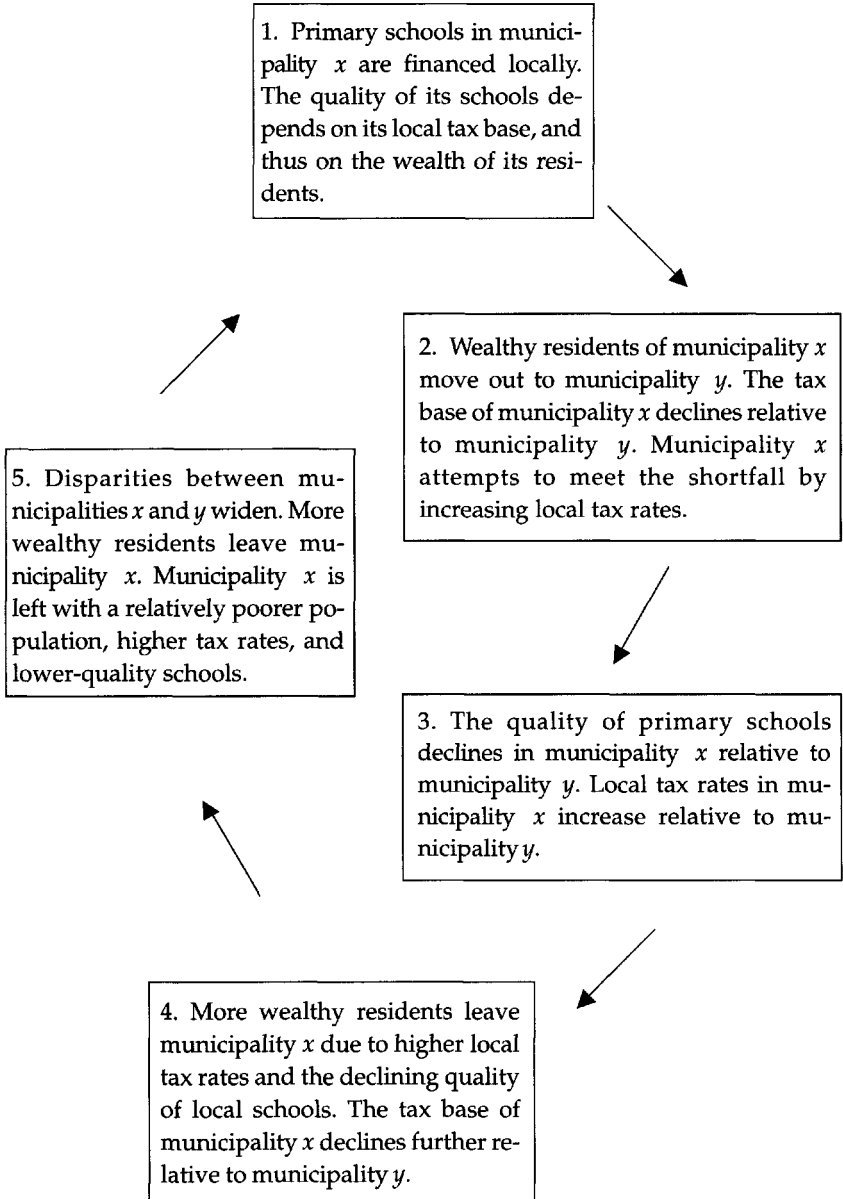 1. Primary schools in munici-
pality x are financed locally.
The quality of its schools de-
pends on its local tax base, and
thus on the wealth of its resi-
dents.
2. Wealthy residents of municipality x
move out to municipality y. The tax
base of municipality x declines relative
to municipality y. Municipality x
attempts to meet the shortfall by
increasing local tax rates.
3. The quality of primary schools
declines in municipality x relative to
municipality y. Local tax rates in mu-
nicipality x increase relative to mu-
nicipality y.
4. More wealthy residents leave
municipality x due to higher local
tax rates and the declining quality
of local schools. The tax base of
municipality x declines further re-
lative to municipality y.
5. Disparities between mu-
nicipalities x and y widen. More
wealthy residents leave mu-
nicipality x. Municipality x is
left with a relatively poorer po-
pulation, higher tax rates, and
lower-quality schools.